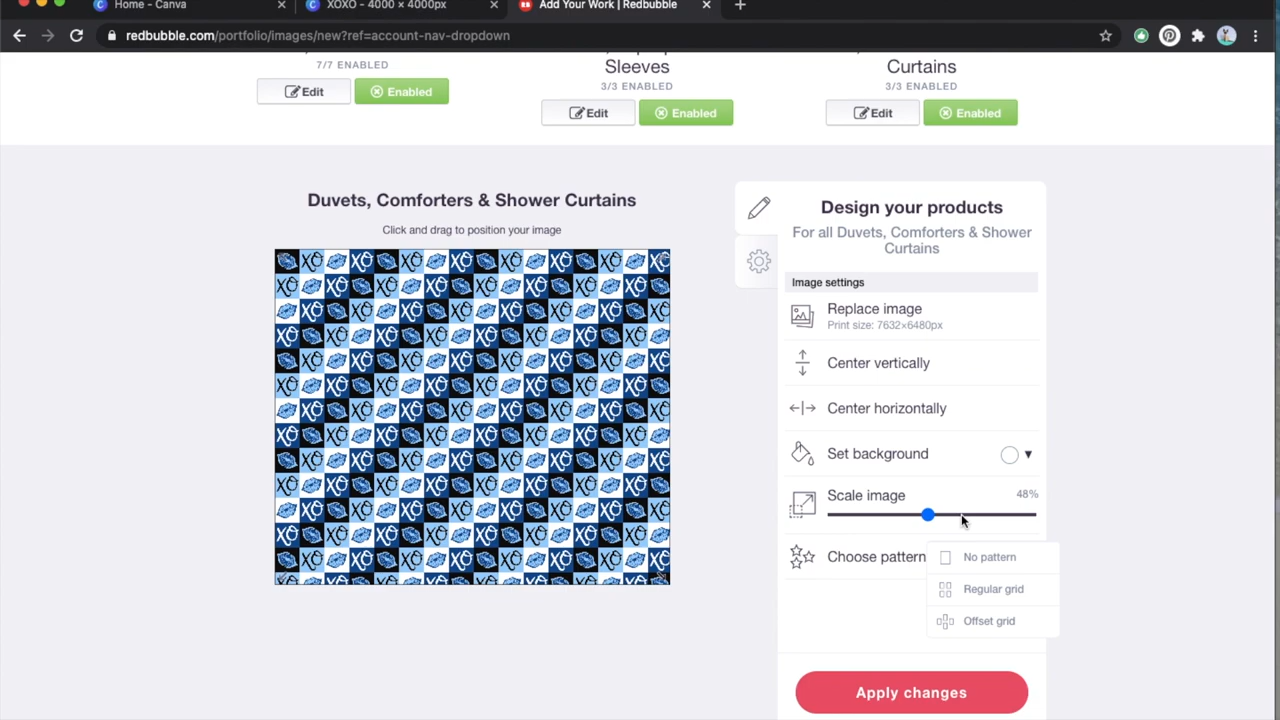 Home - Canva
XOXO - 4000 × 4000px
Add Your Work | Redbubble
redbubble.com/portfolio/images/new?ref=account-nav-dropdown
7/7 ENABLED
Edit
Enabled
Sleeves
3/3 ENABLED
Edit
Enabled
Curtains
3/3 ENABLED
Edit
Enabled
Duvets, Comforters & Shower Curtains
Click and drag to position your image
XO
Design your products
For all Duvets, Comforters & Shower
Curtains
Image settings
Replace image
Print size: 7632×6480px
Center vertically
Center horizontally
Set background
Scale image
48%
Choose pattern
No pattern
Regular grid
Offset grid
Apply changes